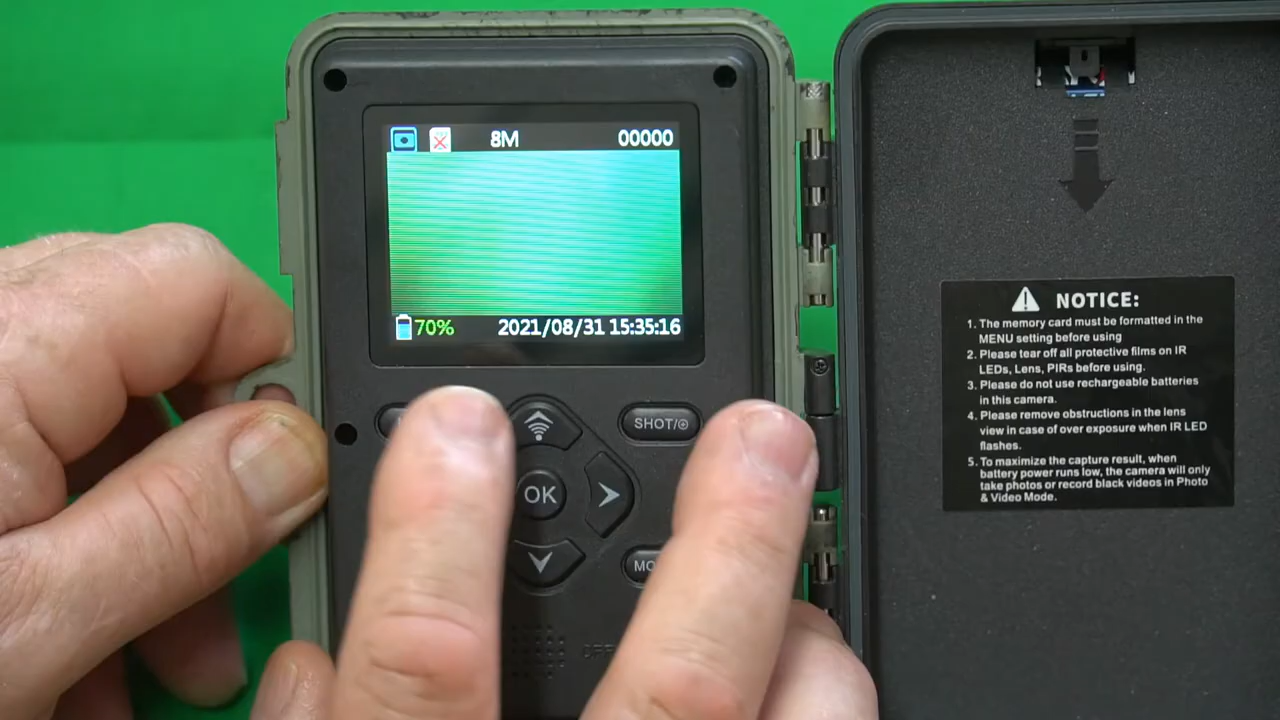 8M 00000
70% 2021/08/31 15:35:16
SHOT/
OK
MO
NOTICE:
1. The memory card must be formatted in the
MENU setting before using
2. Please tear off all protective films on IR
LEDs, Lens, PIRs before using.
3. Please do not use rechargeable batteries
in this camera.
4. Please remove obstructions in the lens
view in case of over exposure when IR LED
flashes.
5. To maximize the capture result, when
battery power runs low, the camera will only
take photos or record black videos in Photo
& Video Mode.